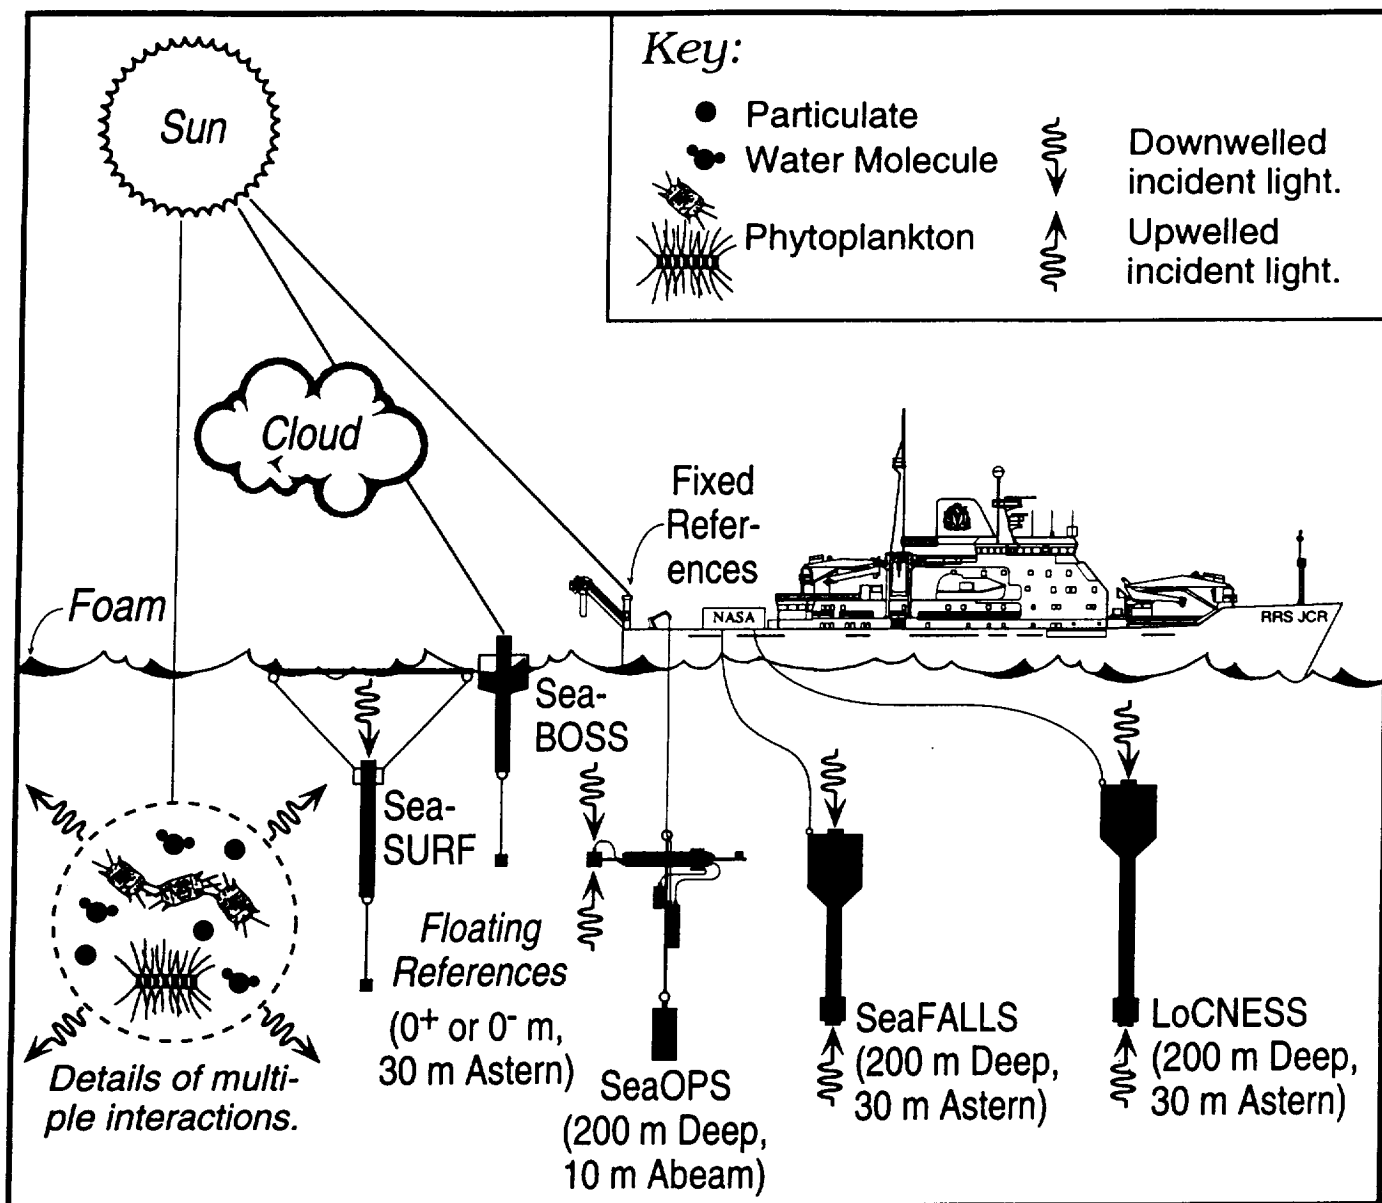 Key:
Particulate
Water Molecule
Phytoplankton
Downwelled
incident light.
Upwelled
incident light.
Sun
Cloud
Fixed
Refer-
ences
Foam
NASA
RRS JCR
Sea-
BOSS
Sea-
SURF
Floating
References
(0⁺ or 0⁻ m,
30 m Astern)
Details of multi-
ple interactions.
SeaOPS
(200 m Deep,
10 m Abeam)
SeaFALLS
(200 m Deep,
30 m Astern)
LoCNESS
(200 m Deep,
30 m Astern)